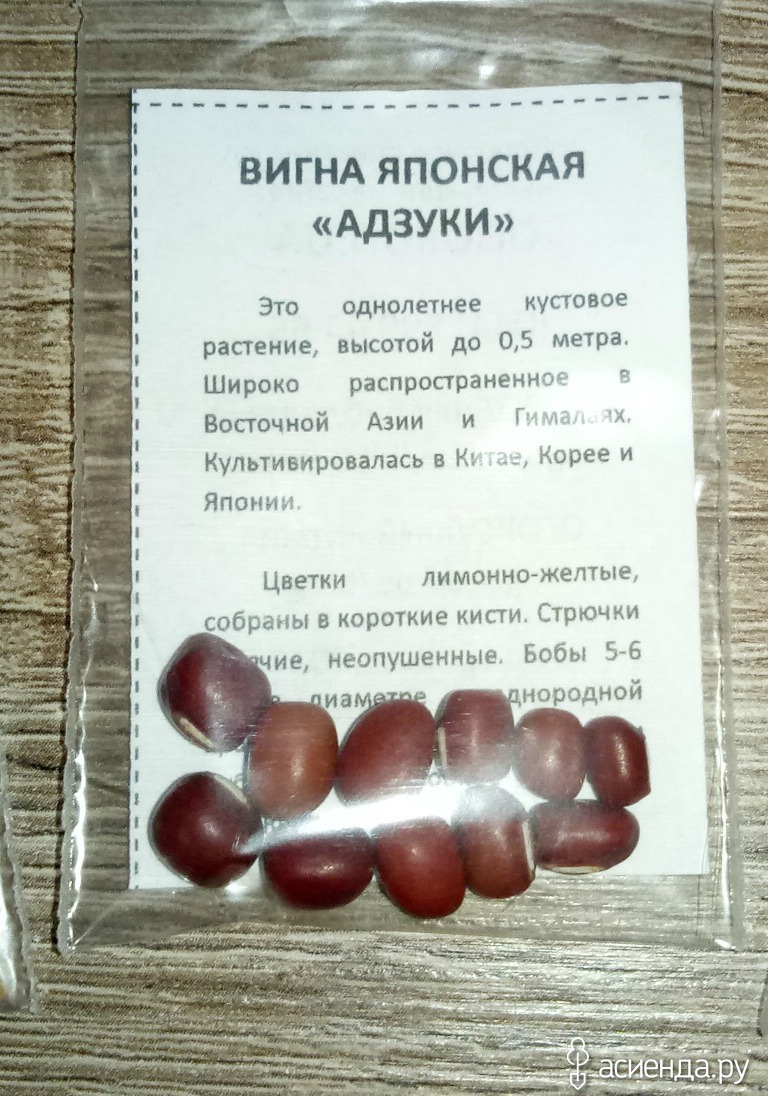 ВИГНА ЯПОНСКАЯ
«АДЗУКИ»
Это однолетнее кустовое
растение, высотой до 0,5 метра.
Широко распространенное в
Восточной Азии и Гималаях.
Культивировалась в Китае, Корее и
Японии.
Цветки лимонно-желтые,
собраны в короткие кисти. Стрючки
неопушенные. Бобы 5-6
диаметре
асиенда.ру